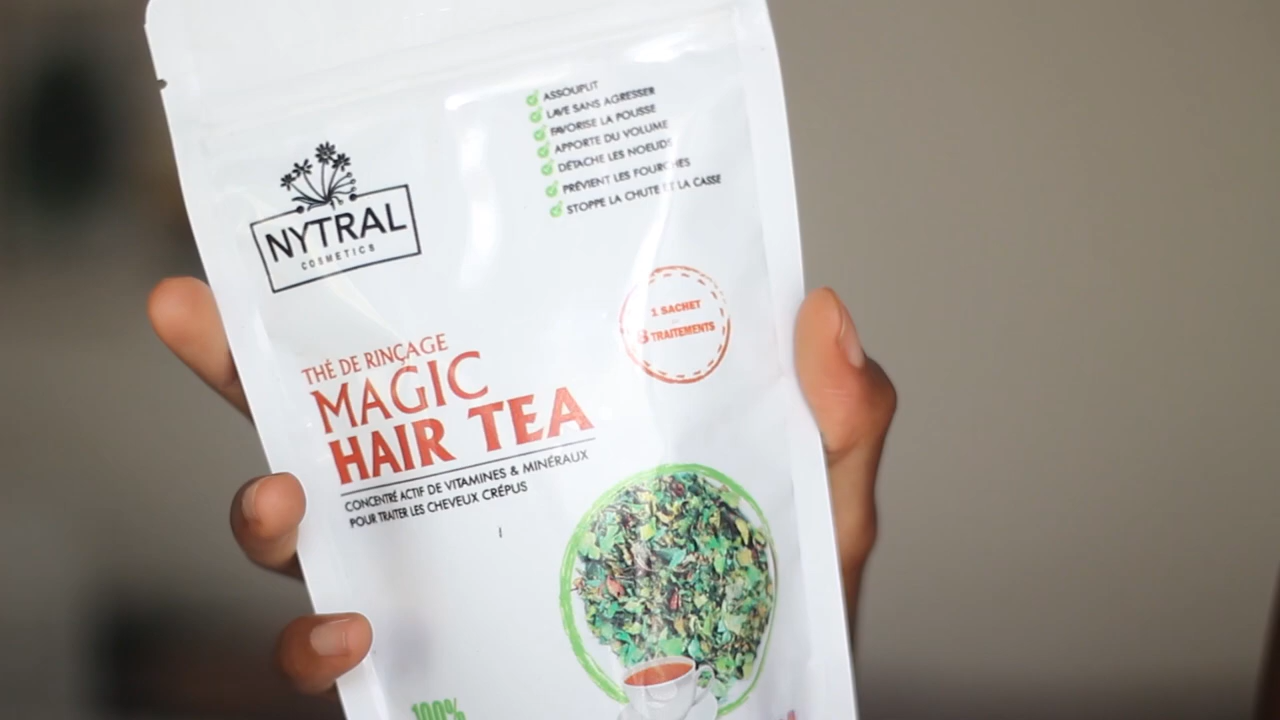 ASSOUPLIT
LAVE SANS AGRESSER
FAVORISE LA POUSSE
APPORTE DU VOLUME
DÉTACHE LES NOEUDS
PRÉVIENT LES FOURCHES
STOPPE LA CHUTE ET LA CASSE
NYTRAL
COSMETICS
1 SACHET
8 TRAITEMENTS
THÉ DE RINÇAGE
MAGIC
HAIR TEA
CONCENTRÉ ACTIF DE VITAMINES & MINÉRAUX
POUR TRAITER LES CHEVEUX CRÉPUS
100%